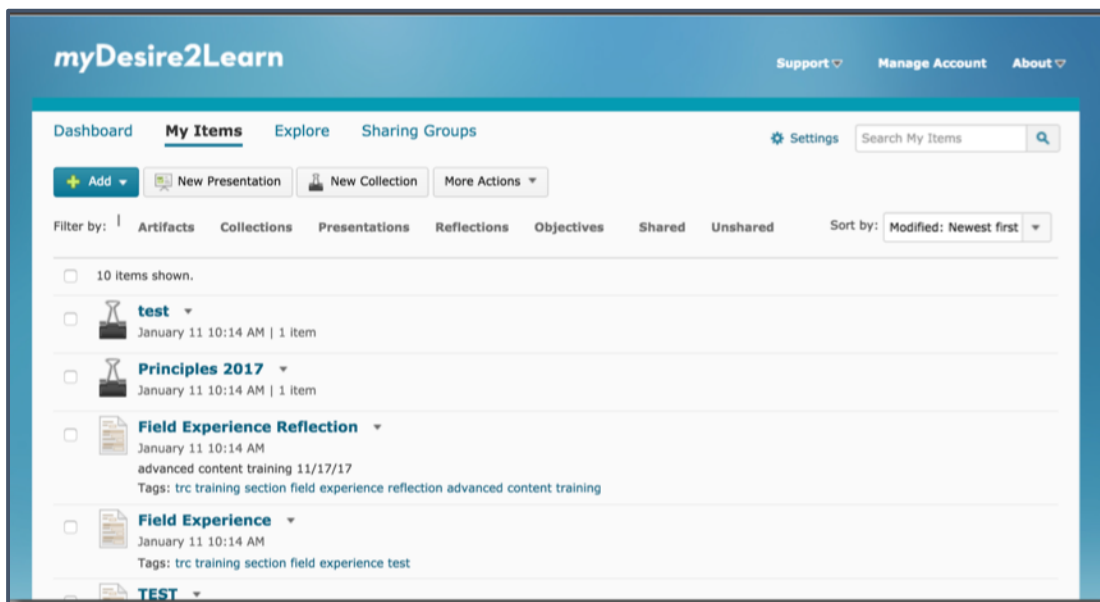 myDesire2Learn
Support Manage Account About
Dashboard My Items Explore Sharing Groups
Settings Search My Items
Add New Presentation New Collection More Actions
Filter by: Artifacts Collections Presentations Reflections Objectives Shared Unshared Sort by: Modified: Newest first
10 items shown.
test
January 11 10:14 AM | 1 item
Principles 2017
January 11 10:14 AM | 1 item
Field Experience Reflection
January 11 10:14 AM
advanced content training 11/17/17
Tags: trc training section field experience reflection advanced content training
Field Experience
January 11 10:14 AM
Tags: trc training section field experience test
TEST